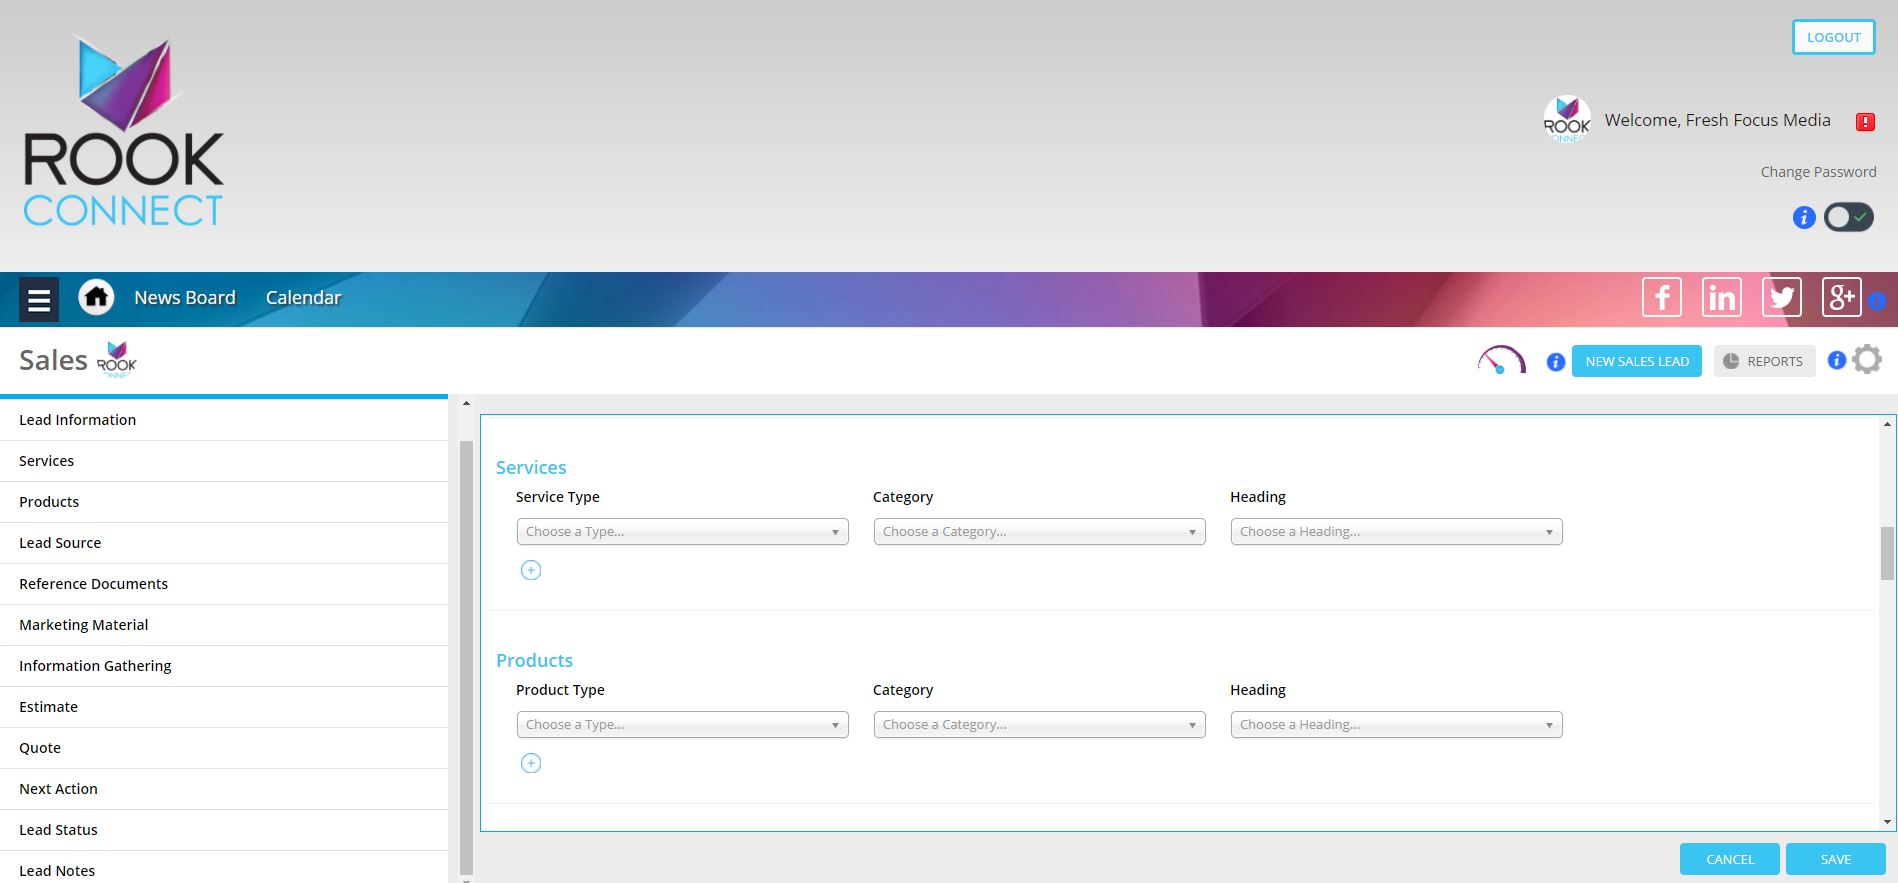 LOGOUT
ROOK
CONNECT
ROOK
CONNECT
Welcome, Fresh Focus Media
Change Password
News Board Calendar
Sales ROOK
NEW SALES LEAD REPORTS
Lead Information
Services
Products
Lead Source
Reference Documents
Marketing Material
Information Gathering
Estimate
Quote
Next Action
Lead Status
Lead Notes
Services
Service Type Category Heading
Choose a Type... Choose a Category... Choose a Heading...
Products
Product Type Category Heading
Choose a Type... Choose a Category... Choose a Heading...
CANCEL SAVE